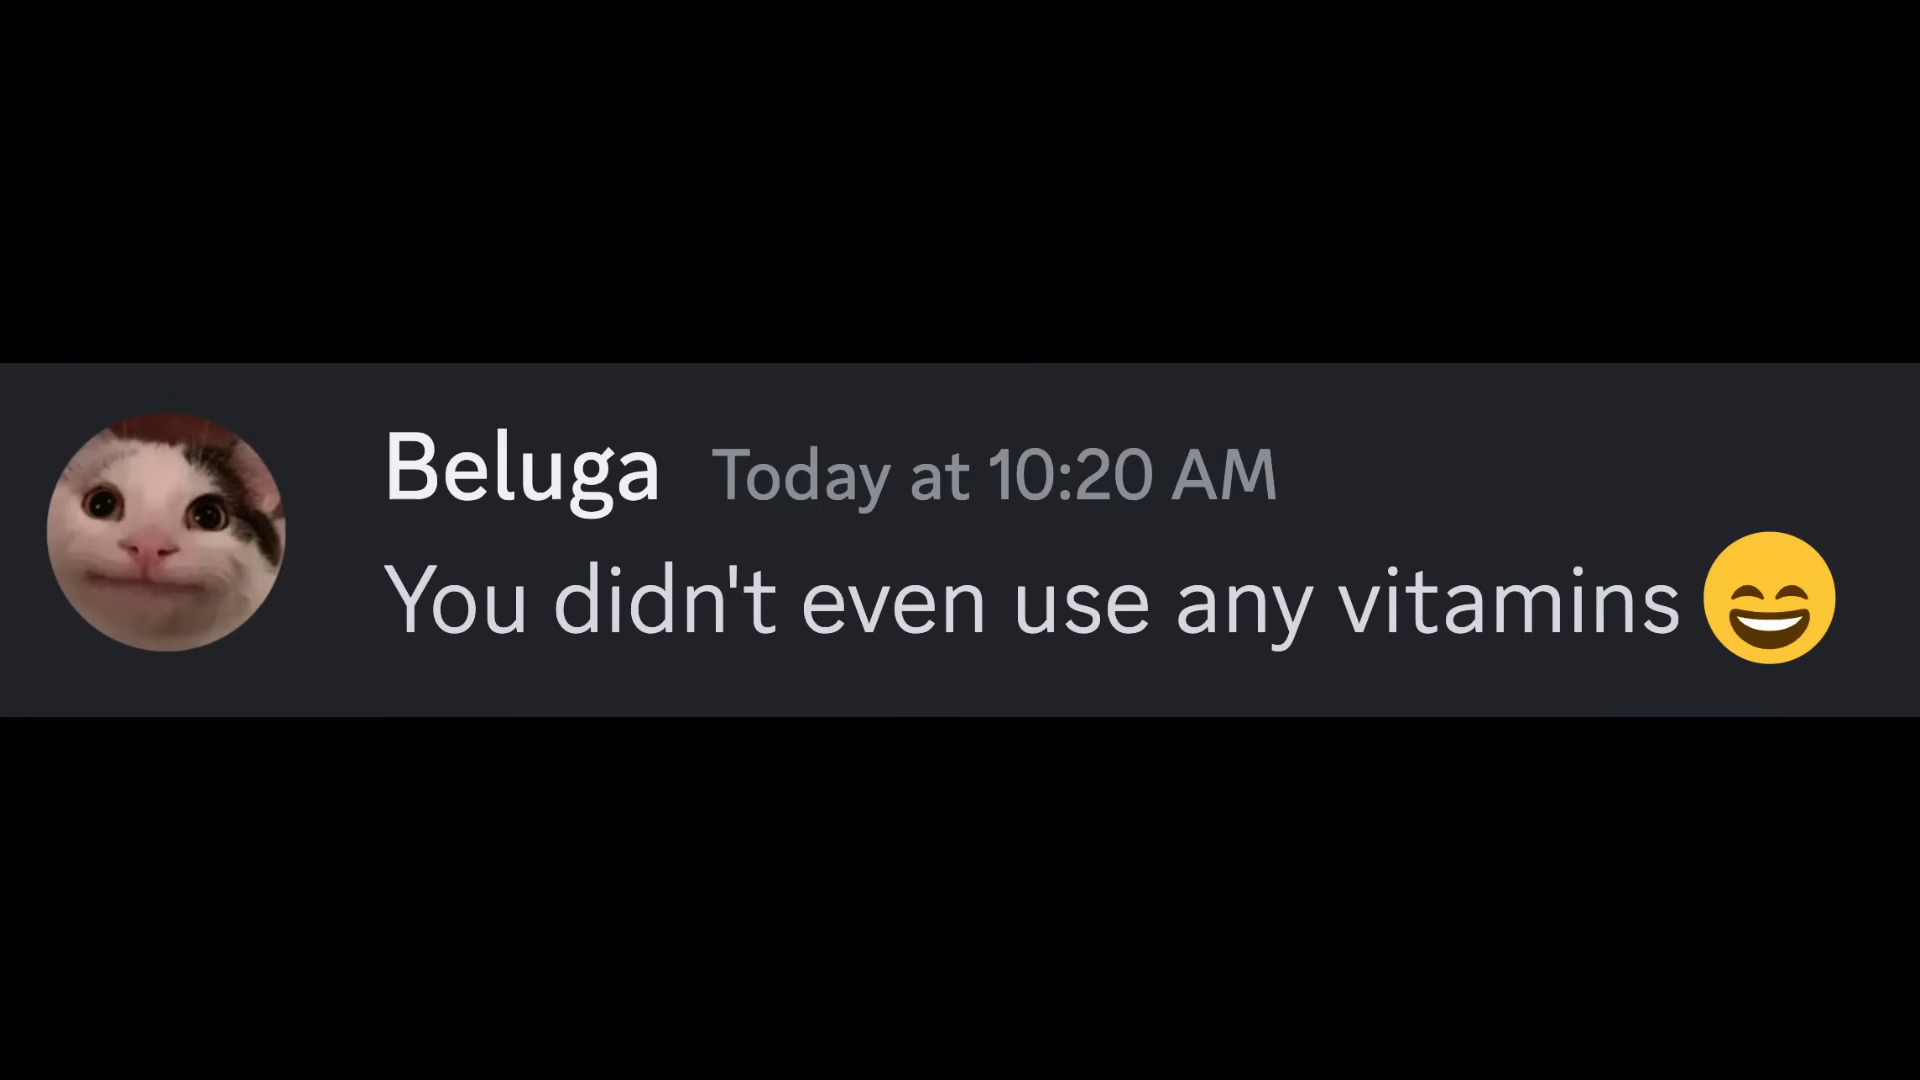 Beluga Today at 10:20 AM
You didn't even use any vitamins 😄